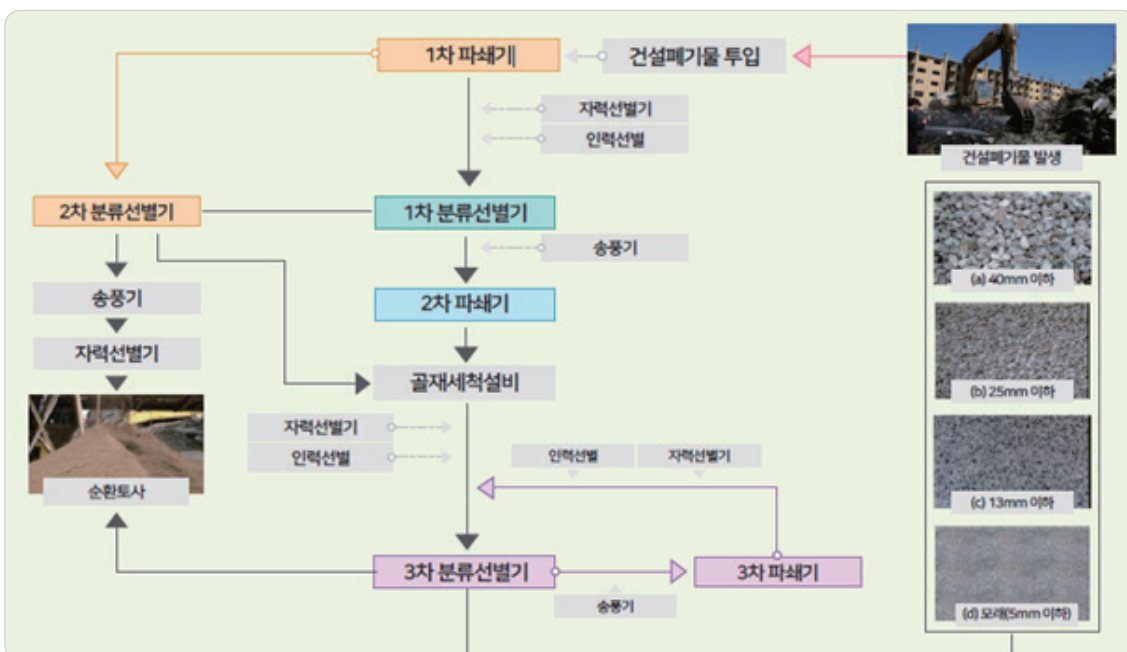 1차 파쇄기
건설폐기물 투입
자력선별기
인력선별
건설폐기물 발생
2차 분류선별기
1차 분류선별기
송풍기
(a) 40mm 이하
송풍기
2차 파쇄기
자력선별기
골재세척설비
(b) 25mm 이하
자력선별기
인력선별
인력선별
자력선별기
순환토사
(c) 13mm 이하
3차 분류선별기
3차 파쇄기
송풍기
(d) 모래(5mm 이하)